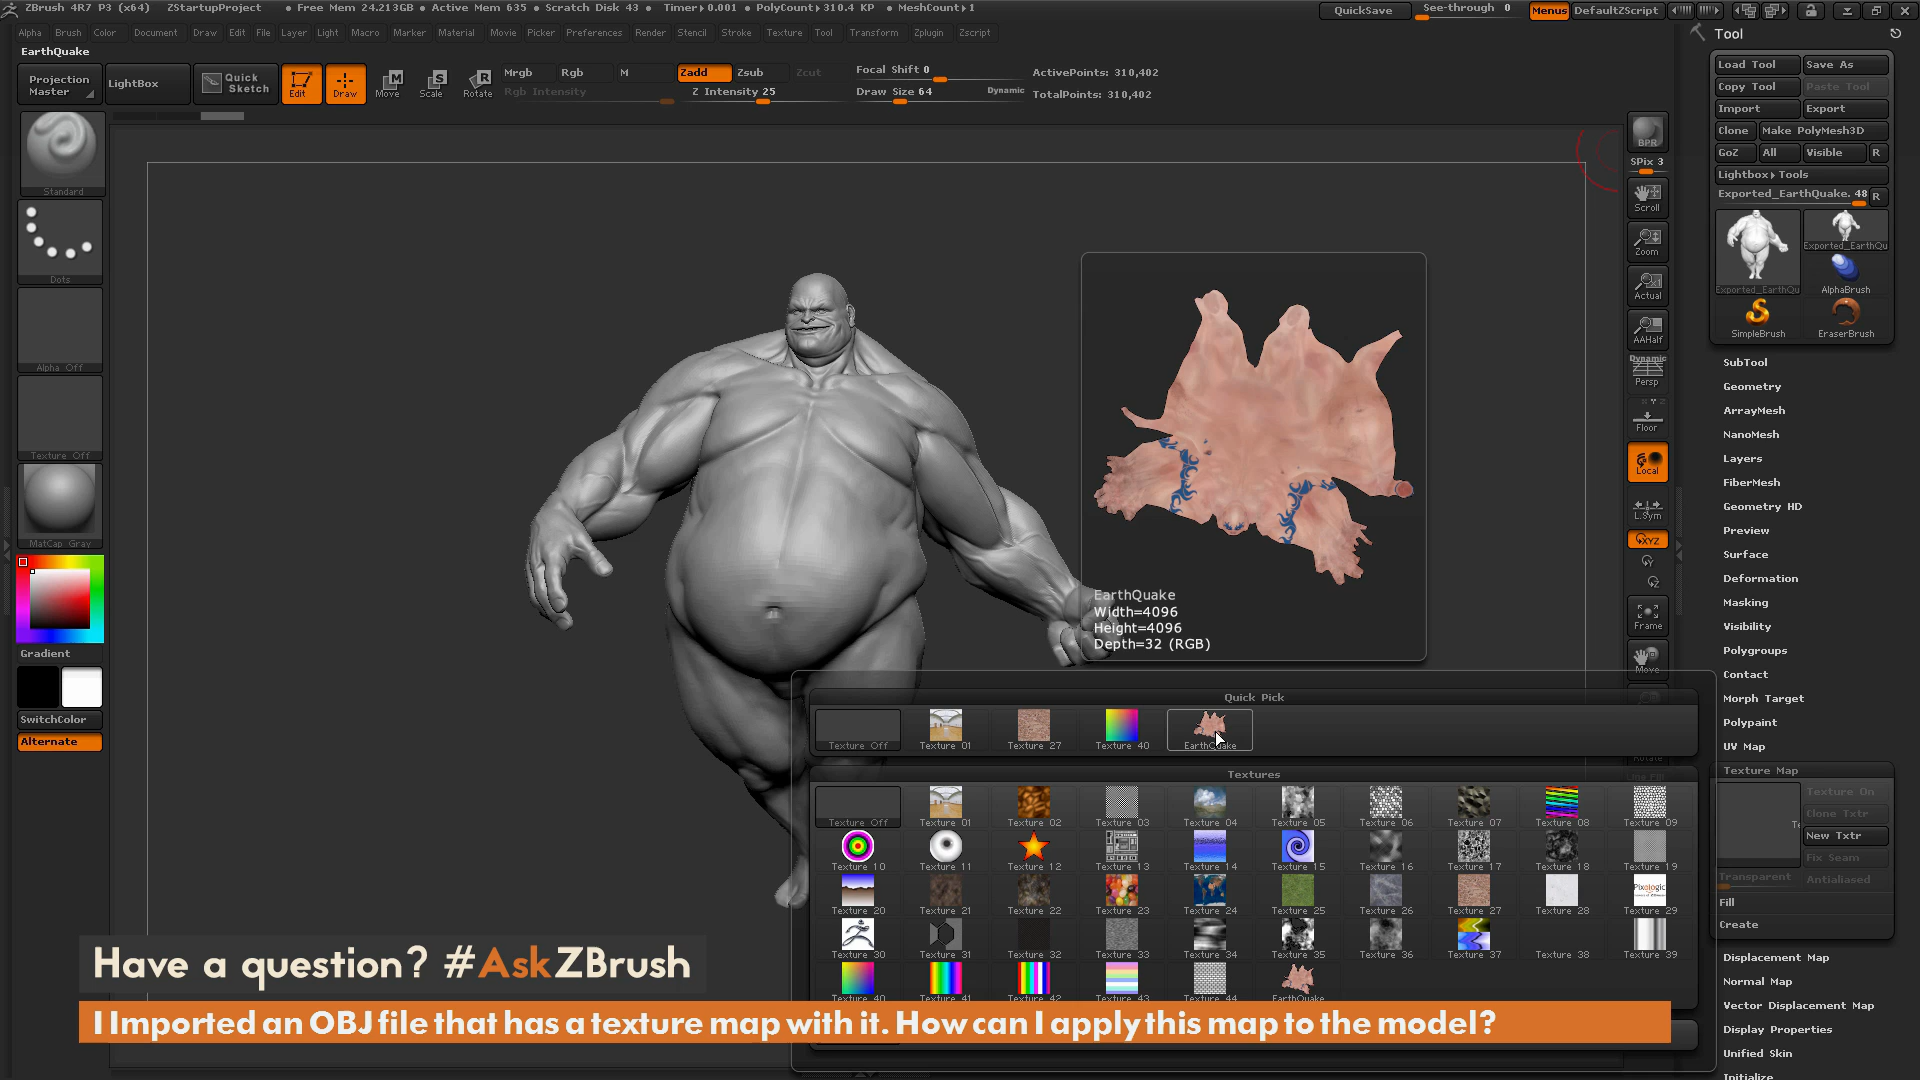 ZBrush 4R7 P3 (x64) ZStartupProject • Free Mem 24.213GB • Active Mem 635 • Scratch Disk 43 • Timer▸0.001 • PolyCount▸310.4 KP • MeshCount▸1 QuickSave See-through 0 Menus DefaultZScript
Alpha Brush Color Document Draw Edit File Layer Light Macro Marker Material Movie Picker Preferences Render Stencil Stroke Texture Tool Transform Zplugin Zscript
EarthQuake
Projection Master
LightBox
Quick Sketch
Edit
Draw
Move
Scale
Rotate
Mrgb Rgb M Zadd Zsub Zcut
Rgb Intensity Z Intensity 25
Focal Shift 0
Draw Size 64 Dynamic
ActivePoints: 310,402
TotalPoints: 310,402
Standard
Dots
Alpha Off
Texture Off
MatCap Gray
Gradient
SwitchColor
Alternate
EarthQuake
Width=4096
Height=4096
Depth=32 (RGB)
Quick Pick
Texture Off Texture 01 Texture 27 Texture 40 EarthQuake
Textures
Texture Off Texture 01 Texture 02 Texture 03 Texture 04 Texture 05 Texture 06 Texture 07 Texture 08 Texture 09
Texture 10 Texture 11 Texture 12 Texture 13 Texture 14 Texture 15 Texture 16 Texture 17 Texture 18 Texture 19
Pixologic
Texture 20 Texture 21 Texture 22 Texture 23 Texture 24 Texture 25 Texture 26 Texture 27 Texture 28 Texture 29
Texture 30 Texture 31 Texture 32 Texture 33 Texture 34 Texture 35 Texture 36 Texture 37 Texture 38 Texture 39
Texture 40 Texture 41 Texture 42 Texture 43 Texture 44 EarthQuake
Have a question? #AskZBrush
I Imported an OBJ file that has a texture map with it. How can I apply this map to the model?
BPR
SPix 3
Scroll
Zoom
Actual
AAHalf
Dynamic
Persp
Floor
Local
L.Sym
XYZ
Y
Z
Frame
Move
Rotate
Tool
Load Tool Save As
Copy Tool Paste Tool
Import Export
Clone Make PolyMesh3D
GoZ All Visible R
Lightbox▸Tools
Exported_EarthQuake. 48 R
Exported_EarthQu
Exported_EarthQu AlphaBrush
SimpleBrush EraserBrush
SubTool
Geometry
ArrayMesh
NanoMesh
Layers
FiberMesh
Geometry HD
Preview
Surface
Deformation
Masking
Visibility
Polygroups
Contact
Morph Target
Polypaint
UV Map
Texture Map
Texture On
Clone Txtr
New Txtr
Fix Seam
Transparent Antialiased
Fill
Create
Displacement Map
Normal Map
Vector Displacement Map
Display Properties
Unified Skin
Initialize